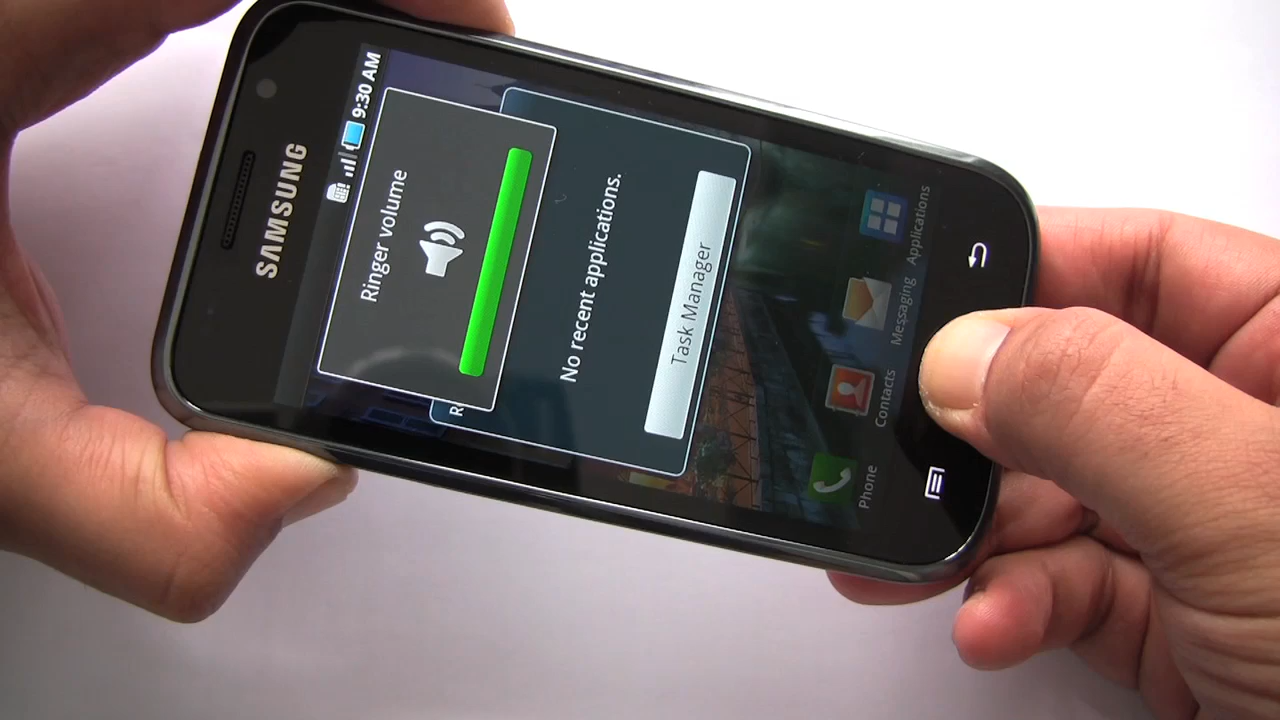 SAMSUNG
9:30 AM
Ringer volume
R
No recent applications.
Task Manager
Phone
Contacts
Messaging
Applications